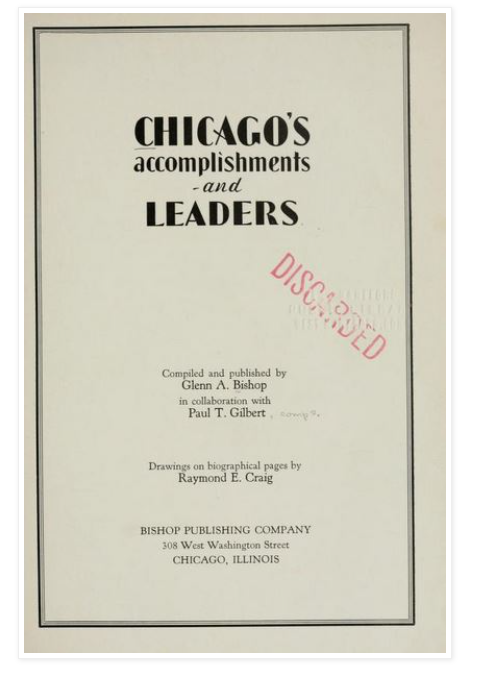 CHICAGO'S
accomplishments
-and
LEADERS
DISCARDED
Compiled and published by
Glenn A. Bishop
in collaboration with
Paul T. Gilbert , comps.
Drawings on biographical pages by
Raymond E. Craig
BISHOP PUBLISHING COMPANY
308 West Washington Street
CHICAGO, ILLINOIS